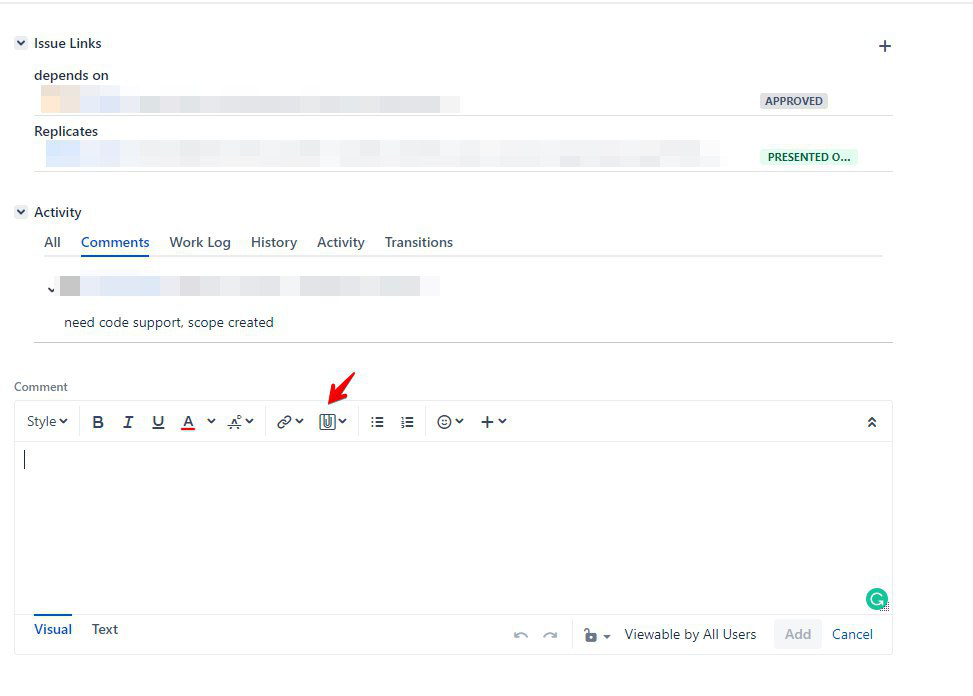 Issue Links
depends on
APPROVED
Replicates
PRESENTED O...
Activity
All Comments Work Log History Activity Transitions
need code support, scope created
Comment
Style B I U A
Visual Text Viewable by All Users Add Cancel